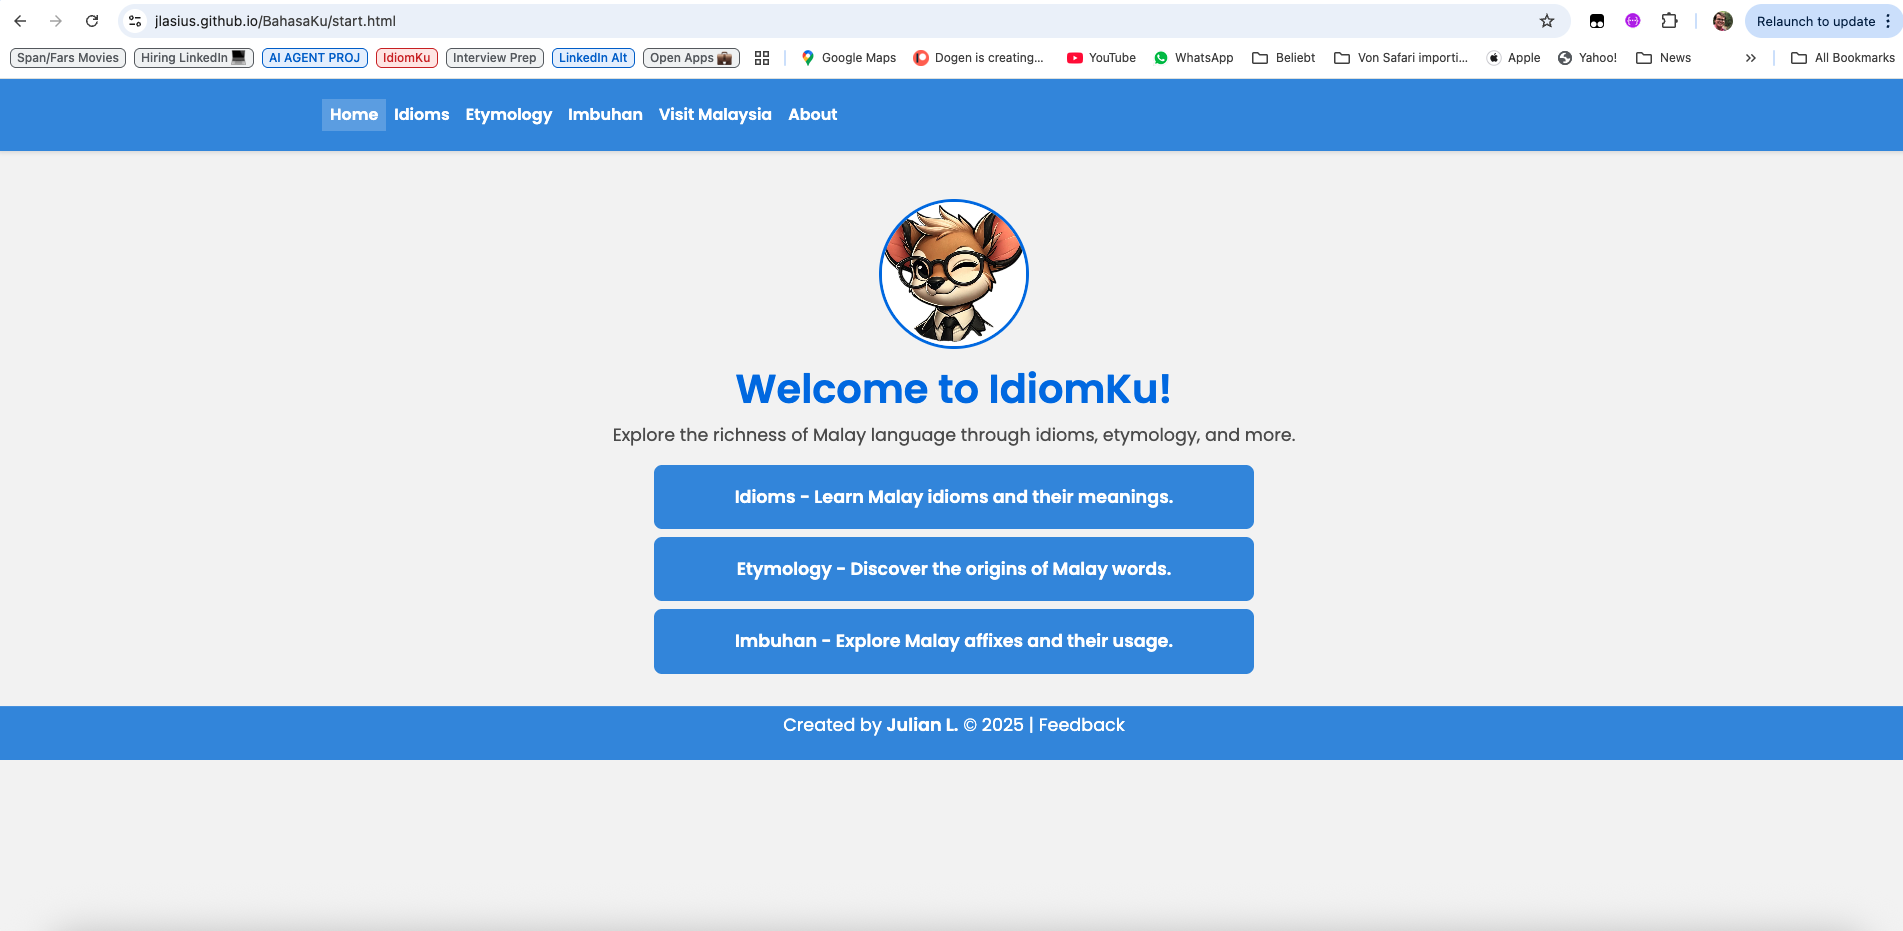 jlasius.github.io/BahasaKu/start.html
Relaunch to update
Span/Fars Movies Hiring LinkedIn AI AGENT PROJ IdiomKu Interview Prep LinkedIn Alt Open Apps Google Maps Dogen is creating... YouTube WhatsApp Beliebt Von Safari importi... Apple Yahoo! News » All Bookmarks
Home Idioms Etymology Imbuhan Visit Malaysia About
Welcome to IdiomKu!
Explore the richness of Malay language through idioms, etymology, and more.
Idioms - Learn Malay idioms and their meanings.
Etymology - Discover the origins of Malay words.
Imbuhan - Explore Malay affixes and their usage.
Created by Julian L. © 2025 | Feedback